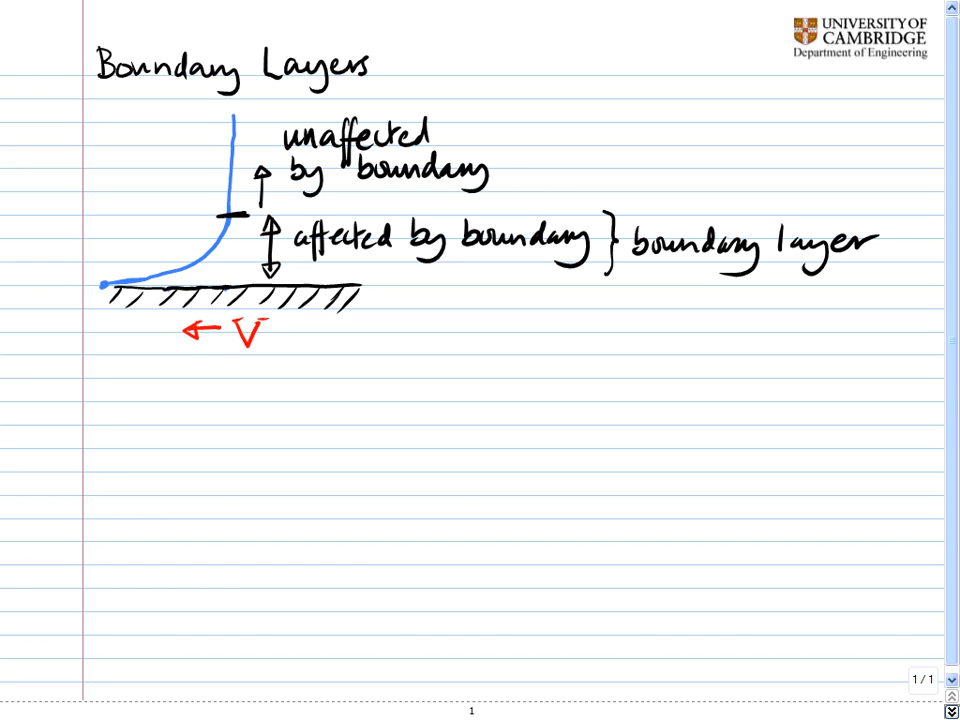 UNIVERSITY OF
CAMBRIDGE
Department of Engineering
Boundary Layers
unaffected
by boundary
affected by boundary } boundary layer
← V
1 / 1
1